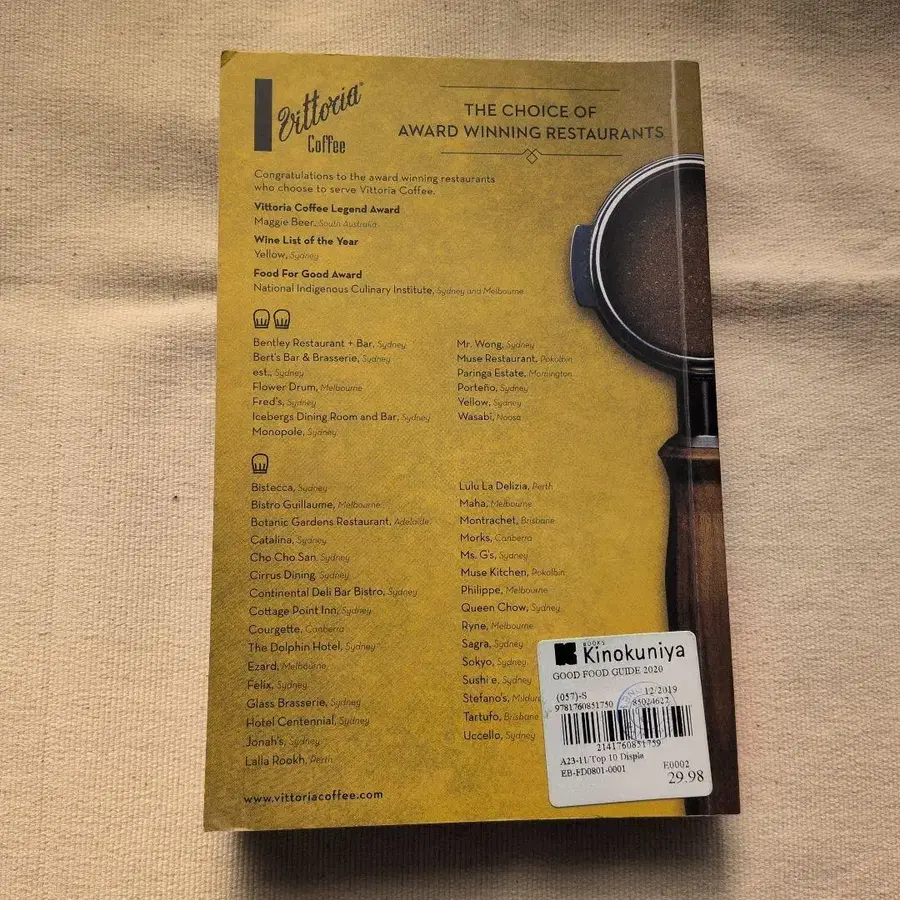 Vittoria®
Coffee
THE CHOICE OF
AWARD WINNING RESTAURANTS
Congratulations to the award winning restaurants
who choose to serve Vittoria Coffee.
Vittoria Coffee Legend Award
Maggie Beer, South Australia
Wine List of the Year
Yellow, Sydney
Food For Good Award
National Indigenous Culinary Institute, Sydney and Melbourne
Bentley Restaurant + Bar, Sydney
Bert's Bar & Brasserie, Sydney
est., Sydney
Flower Drum, Melbourne
Fred's, Sydney
Icebergs Dining Room and Bar, Sydney
Monopole, Sydney
Mr. Wong, Sydney
Muse Restaurant, Pokolbin
Paringa Estate, Mornington
Porteño, Sydney
Yellow, Sydney
Wasabi, Noosa
Bistecca, Sydney
Bistro Guillaume, Melbourne
Botanic Gardens Restaurant, Adelaide
Catalina, Sydney
Cho Cho San, Sydney
Cirrus Dining, Sydney
Continental Deli Bar Bistro, Sydney
Cottage Point Inn, Sydney
Courgette, Canberra
The Dolphin Hotel, Sydney
Ezard, Melbourne
Felix, Sydney
Glass Brasserie, Sydney
Hotel Centennial, Sydney
Jonah's, Sydney
Lalla Rookh, Perth
Lulu La Delizia, Perth
Maha, Melbourne
Montrachet, Brisbane
Morks, Canberra
Ms. G's, Sydney
Muse Kitchen, Pokolbin
Philippe, Melbourne
Queen Chow, Sydney
Ryne, Melbourne
Sagra, Sydney
Sokyo, Sydney
Sushi e, Sydney
Stefano's, Mildura
Tartufo, Brisbane
Uccello, Sydney
www.vittoriacoffee.com
BOOKS
Kinokuniya
GOOD FOOD GUIDE 2020
(057)-S 12/2019
9781760851750 85024627
2141760851759
A23-11/Top 10 Displa
EB-FD0801-0001 F.0002
29.98